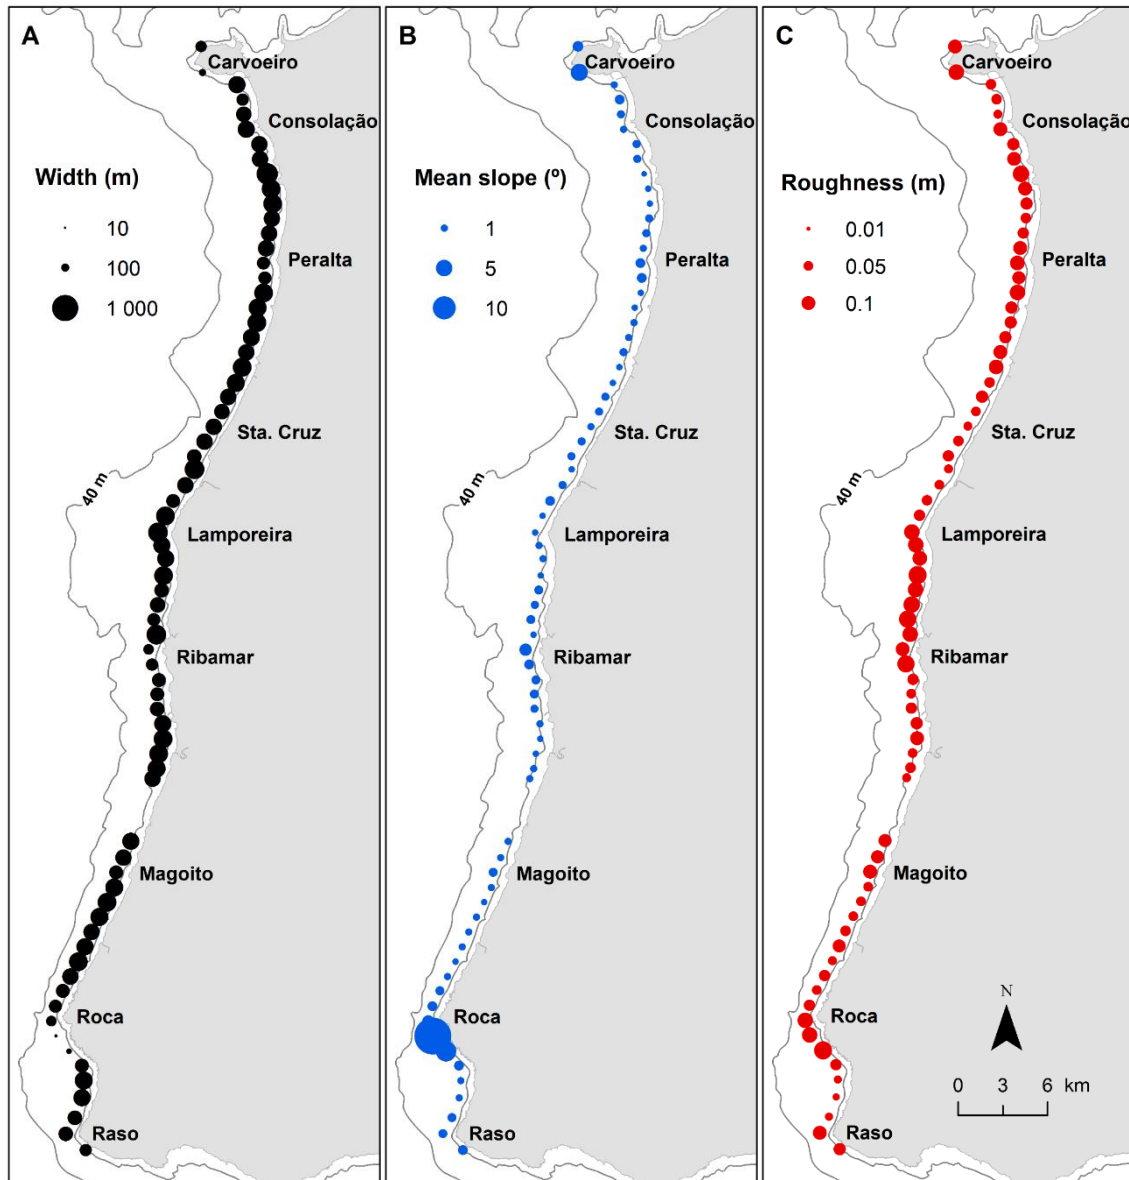 A
Carvoeiro
Consolação
Width (m)
10
100
1 000
Peralta
Sta. Cruz
40 m
Lamporeira
Ribamar
Magoito
Roca
Raso
B
Carvoeiro
Consolação
Mean slope (º)
1
5
10
Peralta
Sta. Cruz
40 m
Lamporeira
Ribamar
Magoito
Roca
Raso
C
Carvoeiro
Consolação
Roughness (m)
0.01
0.05
0.1
Peralta
Sta. Cruz
40 m
Lamporeira
Ribamar
Magoito
Roca
N
0 3 6 km
Raso